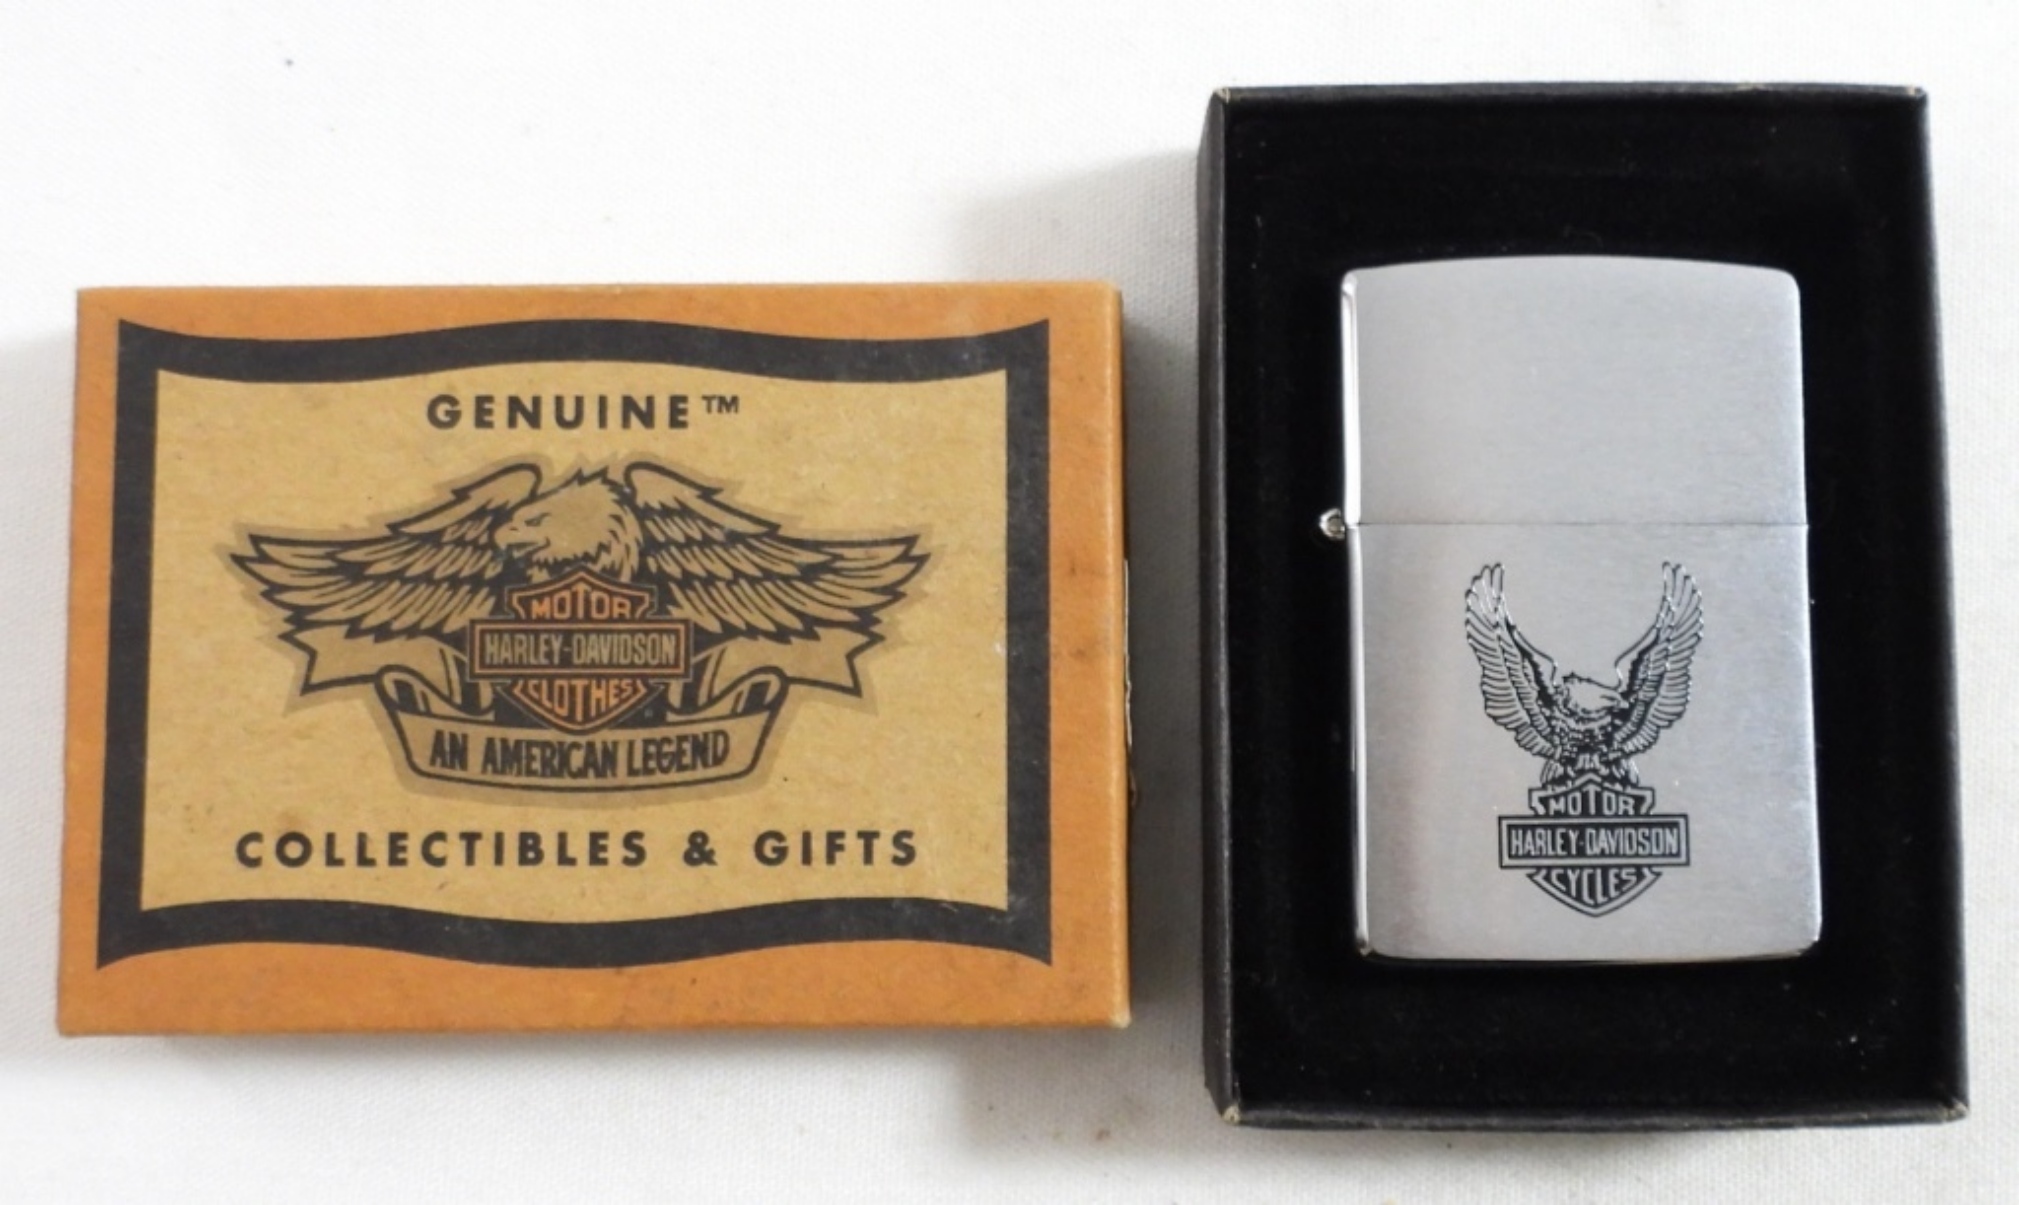 GENUINE™
MOTOR
HARLEY-DAVIDSON
CLOTHES
AN AMERICAN LEGEND
COLLECTIBLES & GIFTS
MOTOR
HARLEY-DAVIDSON
CYCLES